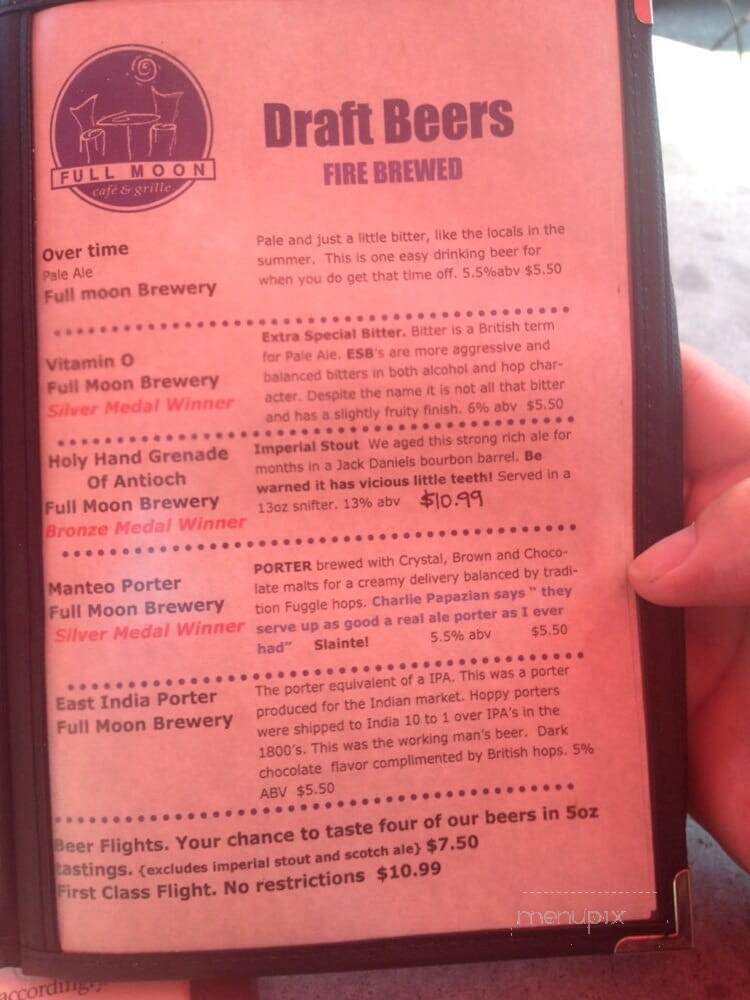 FULL MOON
café & grille
Draft Beers
FIRE BREWED
Over time
Pale Ale
Full moon Brewery
Pale and just a little bitter, like the locals in the
summer. This is one easy drinking beer for
when you do get that time off. 5.5%abv $5.50
Vitamin O
Full Moon Brewery
Silver Medal Winner
Extra Special Bitter. Bitter is a British term
for Pale Ale. ESB's are more aggressive and
balanced bitters in both alcohol and hop char-
acter. Despite the name it is not all that bitter
and has a slightly fruity finish. 6% abv $5.50
Holy Hand Grenade
Of Antioch
Full Moon Brewery
Bronze Medal Winner
Imperial Stout We aged this strong rich ale for
months in a Jack Daniels bourbon barrel. Be
warned it has vicious little teeth! Served in a
13oz snifter. 13% abv $10.99
Manteo Porter
Full Moon Brewery
Silver Medal Winner
PORTER brewed with Crystal, Brown and Choco-
late malts for a creamy delivery balanced by tradi-
tion Fuggle hops. Charlie Papazian says " they
serve up as good a real ale porter as I ever
had" Slainte! 5.5% abv $5.50
East India Porter
Full Moon Brewery
The porter equivalent of a IPA. This was a porter
produced for the Indian market. Hoppy porters
were shipped to India 10 to 1 over IPA's in the
1800's. This was the working man's beer. Dark
chocolate flavor complimented by British hops. 5%
ABV $5.50
Beer Flights. Your chance to taste four of our beers in 5oz
tastings. {excludes imperial stout and scotch ale} $7.50
First Class Flight. No restrictions $10.99
menupix
accordingly.